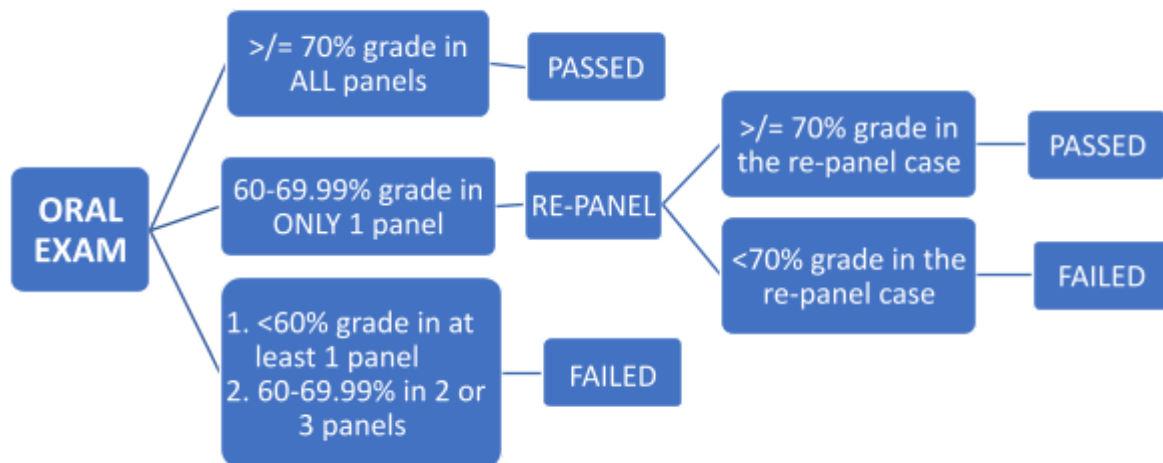 ORAL
EXAM
>/= 70% grade in
ALL panels
PASSED
60-69.99% grade in
ONLY 1 panel
RE-PANEL
>/= 70% grade in
the re-panel case
PASSED
<70% grade in the
re-panel case
FAILED
1. <60% grade in at
least 1 panel
2. 60-69.99% in 2 or
3 panels
FAILED